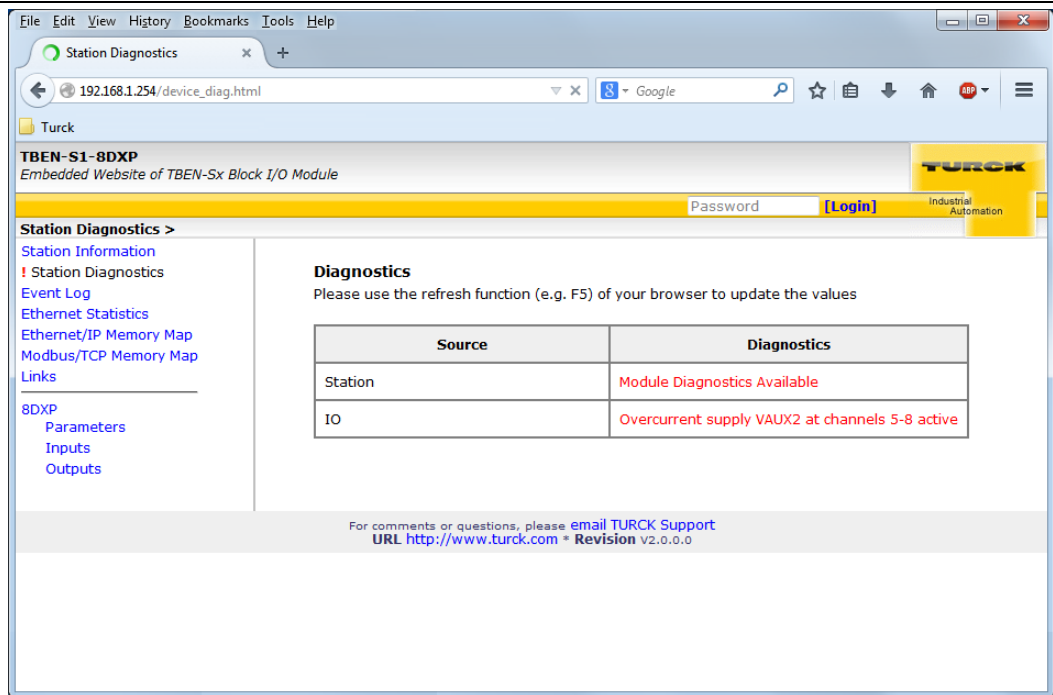 File Edit View History Bookmarks Tools Help
Station Diagnostics
192.168.1.254/device_diag.html
8 Google
ABP
Turck
TBEN-S1-8DXP
Embedded Website of TBEN-Sx Block I/O Module
TURCK
Password [Login]
Industrial
Automation
Station Diagnostics >
Station Information
! Station Diagnostics
Event Log
Ethernet Statistics
Ethernet/IP Memory Map
Modbus/TCP Memory Map
Links
8DXP
Parameters
Inputs
Outputs
Diagnostics
Please use the refresh function (e.g. F5) of your browser to update the values
Source Diagnostics
Station Module Diagnostics Available
IO Overcurrent supply VAUX2 at channels 5-8 active
For comments or questions, please email TURCK Support
URL http://www.turck.com * Revision V2.0.0.0